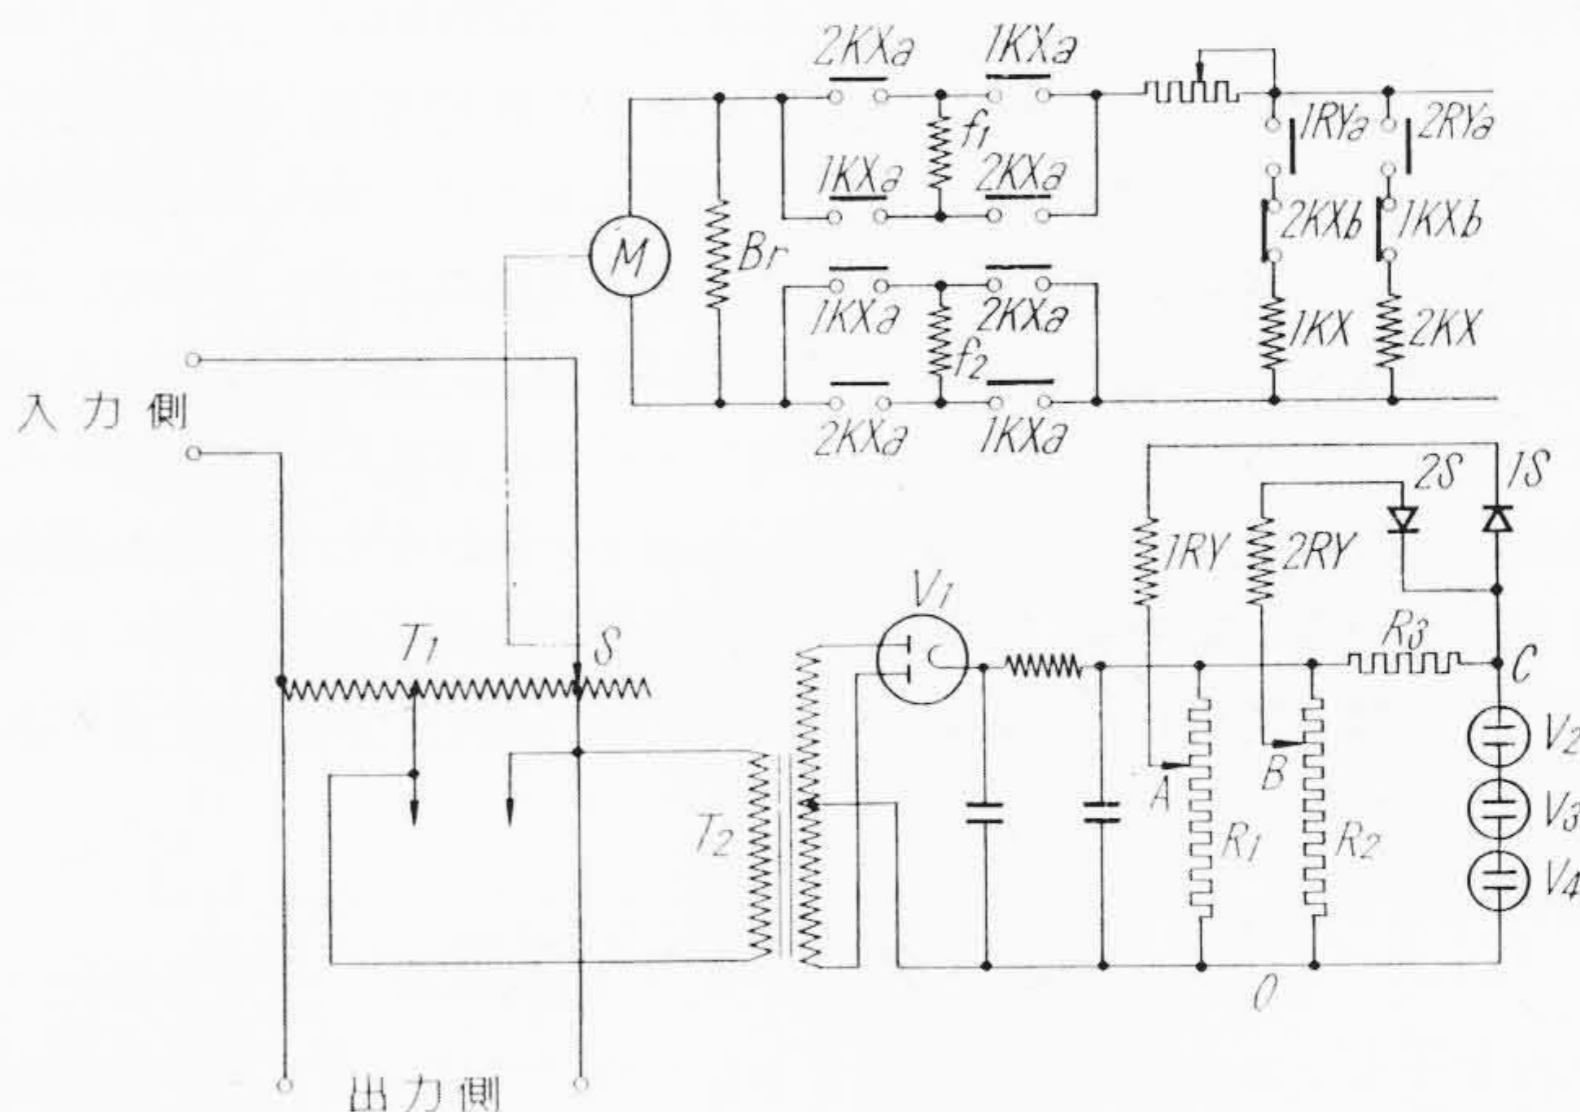 2KXa 1KXa
f1
1RYa 2RYa
1KXa 2KXa
2KXb 1KXb
M Br
1KXa 2KXa
1KX 2KX
f2
2KXa 1KXa
入力側
2S 1S
1RY 2RY
V1
T1 S
R3
C
V2
A B
V3
T2 R1 R2
V4
O
出力側